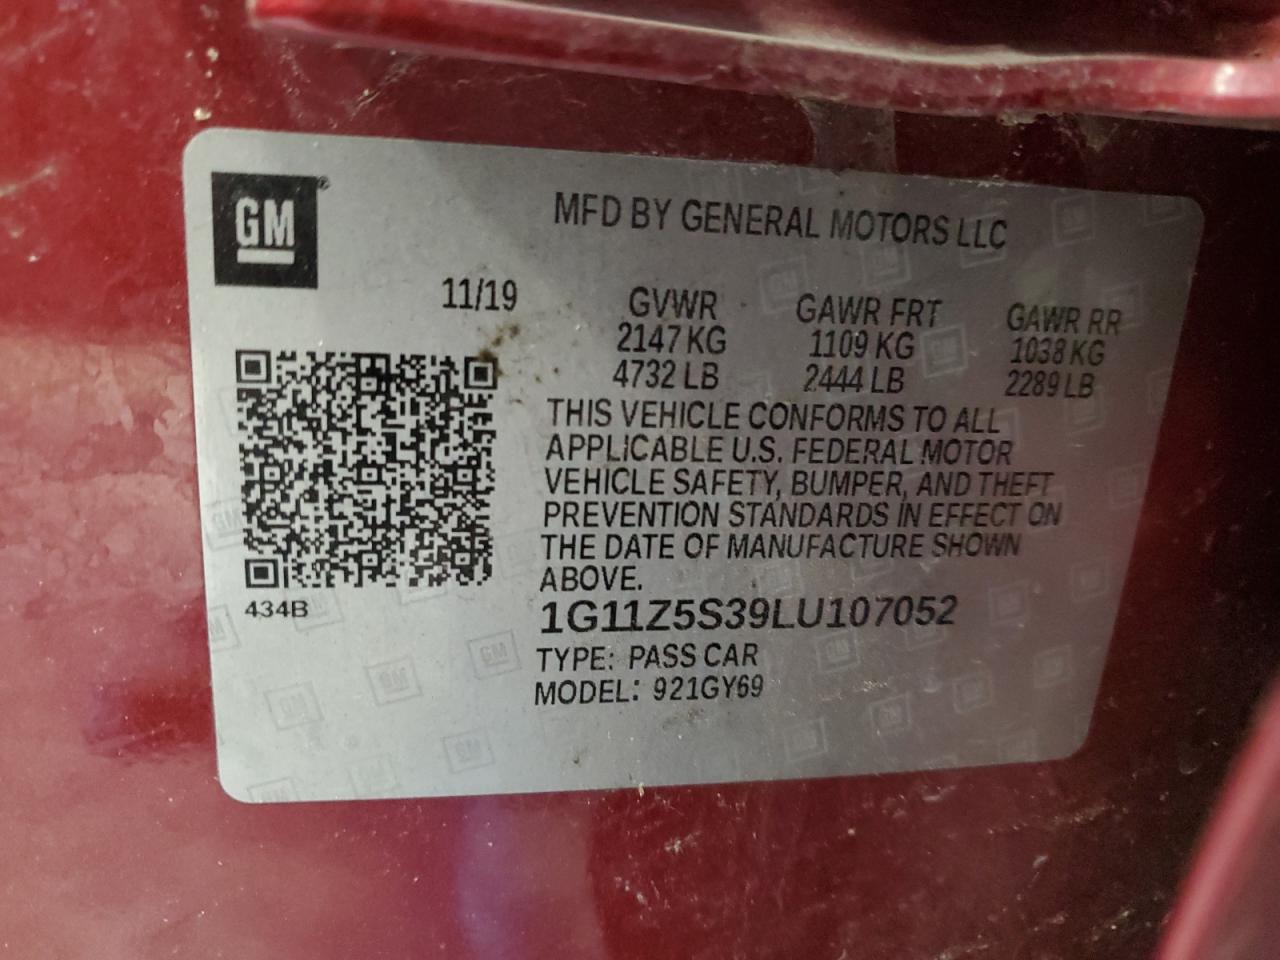 GM
MFD BY GENERAL MOTORS LLC
11/19
GVWR
2147 KG
4732 LB
GAWR FRT
1109 KG
2444 LB
GAWR RR
1038 KG
2289 LB
THIS VEHICLE CONFORMS TO ALL
APPLICABLE U.S. FEDERAL MOTOR
VEHICLE SAFETY, BUMPER, AND THEFT
PREVENTION STANDARDS IN EFFECT ON
THE DATE OF MANUFACTURE SHOWN
ABOVE.
434B
1G11Z5S39LU107052
TYPE: PASS CAR
MODEL: 921GY69